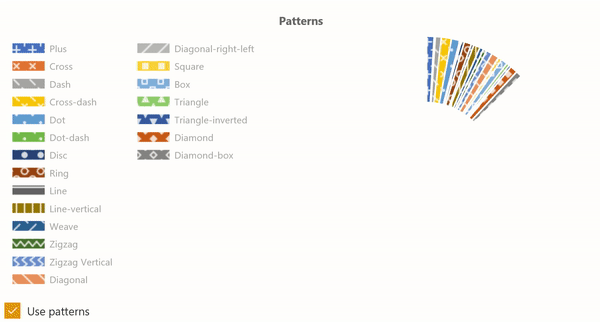 Patterns
Plus
Cross
Dash
Cross-dash
Dot
Dot-dash
Disc
Ring
Line
Line-vertical
Weave
Zigzag
Zigzag Vertical
Diagonal
Diagonal-right-left
Square
Box
Triangle
Triangle-inverted
Diamond
Diamond-box
Use patterns